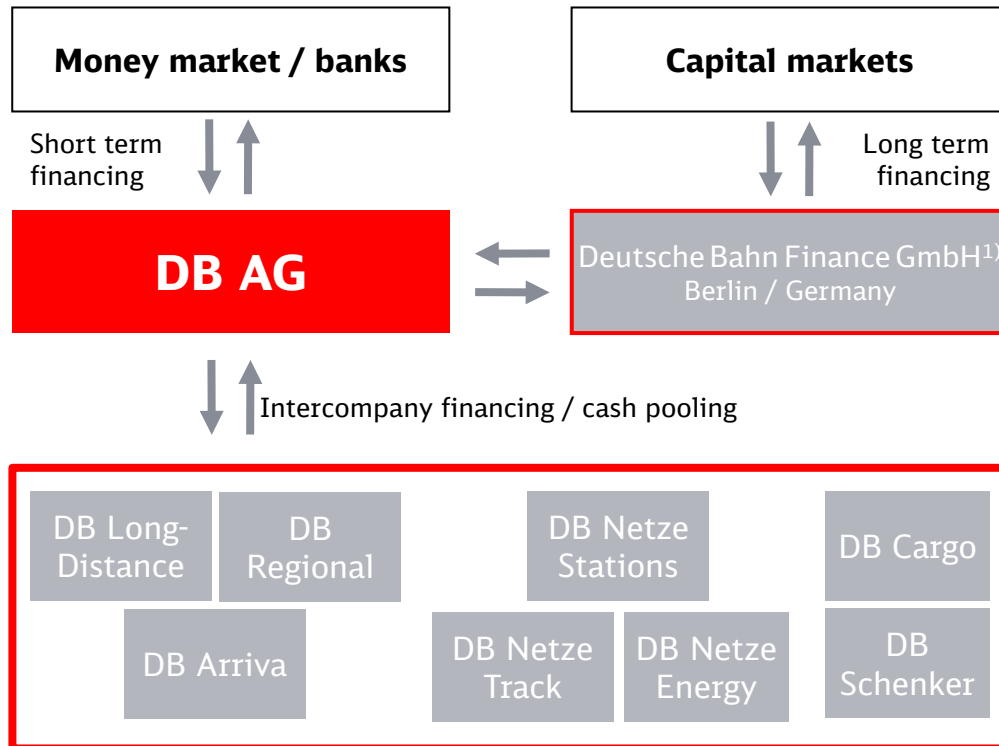 Money market / banks
Capital markets
Short term
financing
Long term
financing
DB AG
Deutsche Bahn Finance GmbH1)
Berlin / Germany
Intercompany financing / cash pooling
DB Long-
Distance
DB
Regional
DB Netze
Stations
DB Cargo
DB Arriva
DB Netze
Track
DB Netze
Energy
DB
Schenker